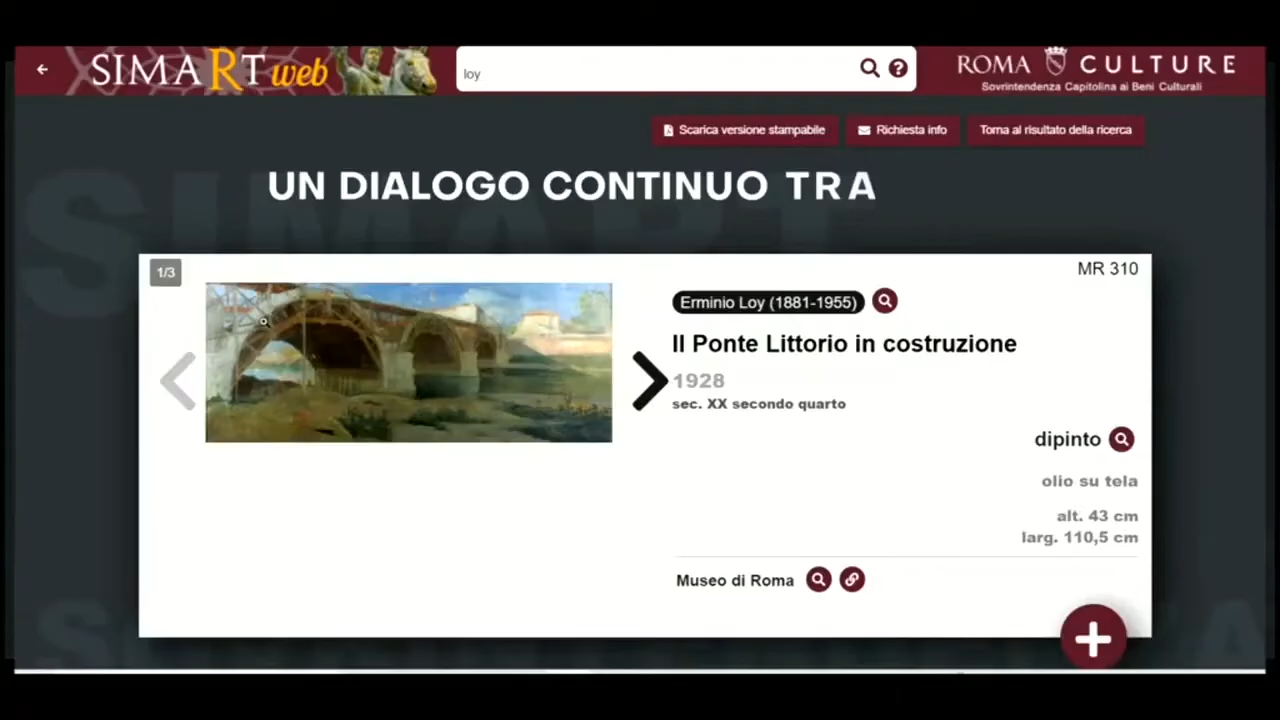 SIMARTweb
loy
ROMA CULTURE
Sovrintendenza Capitolina ai Beni Culturali
Scarica versione stampabile
Richiesta info
Torna al risultato della ricerca
UN DIALOGO CONTINUO TRA
1/3
MR 310
Erminio Loy (1881-1955)
Il Ponte Littorio in costruzione
1928
sec. XX secondo quarto
dipinto
olio su tela
alt. 43 cm
larg. 110,5 cm
Museo di Roma